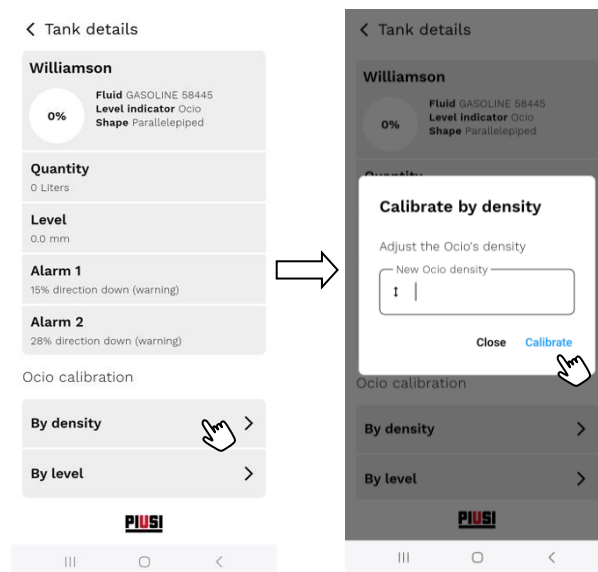 Tank details
Williamson
0%
Fluid GASOLINE 58445
Level indicator Ocio
Shape Parallelepiped
Quantity
0 Liters
Level
0.0 mm
Alarm 1
15% direction down (warning)
Alarm 2
28% direction down (warning)
Ocio calibration
By density
By level
PIUSI
Tank details
Williamson
0%
Fluid GASOLINE 58445
Level indicator Ocio
Shape Parallelepiped
Quantity
Calibrate by density
Adjust the Ocio's density
New Ocio density
Close Calibrate
Ocio calibration
By density
By level
PIUSI